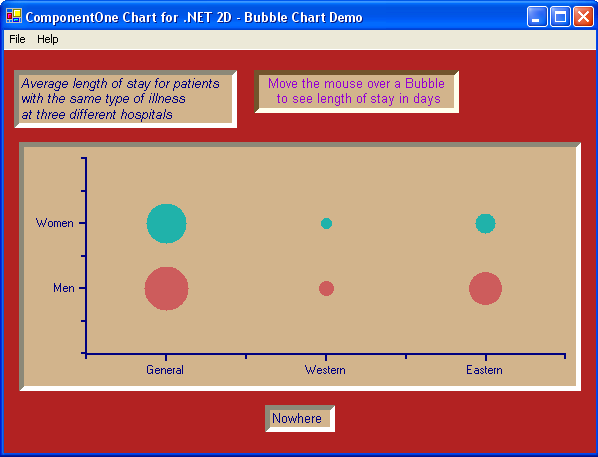 ComponentOne Chart for .NET 2D - Bubble Chart Demo
File Help
Average length of stay for patients
with the same type of illness
at three different hospitals
Move the mouse over a Bubble
to see length of stay in days
Women
Men
General Western Eastern
Nowhere